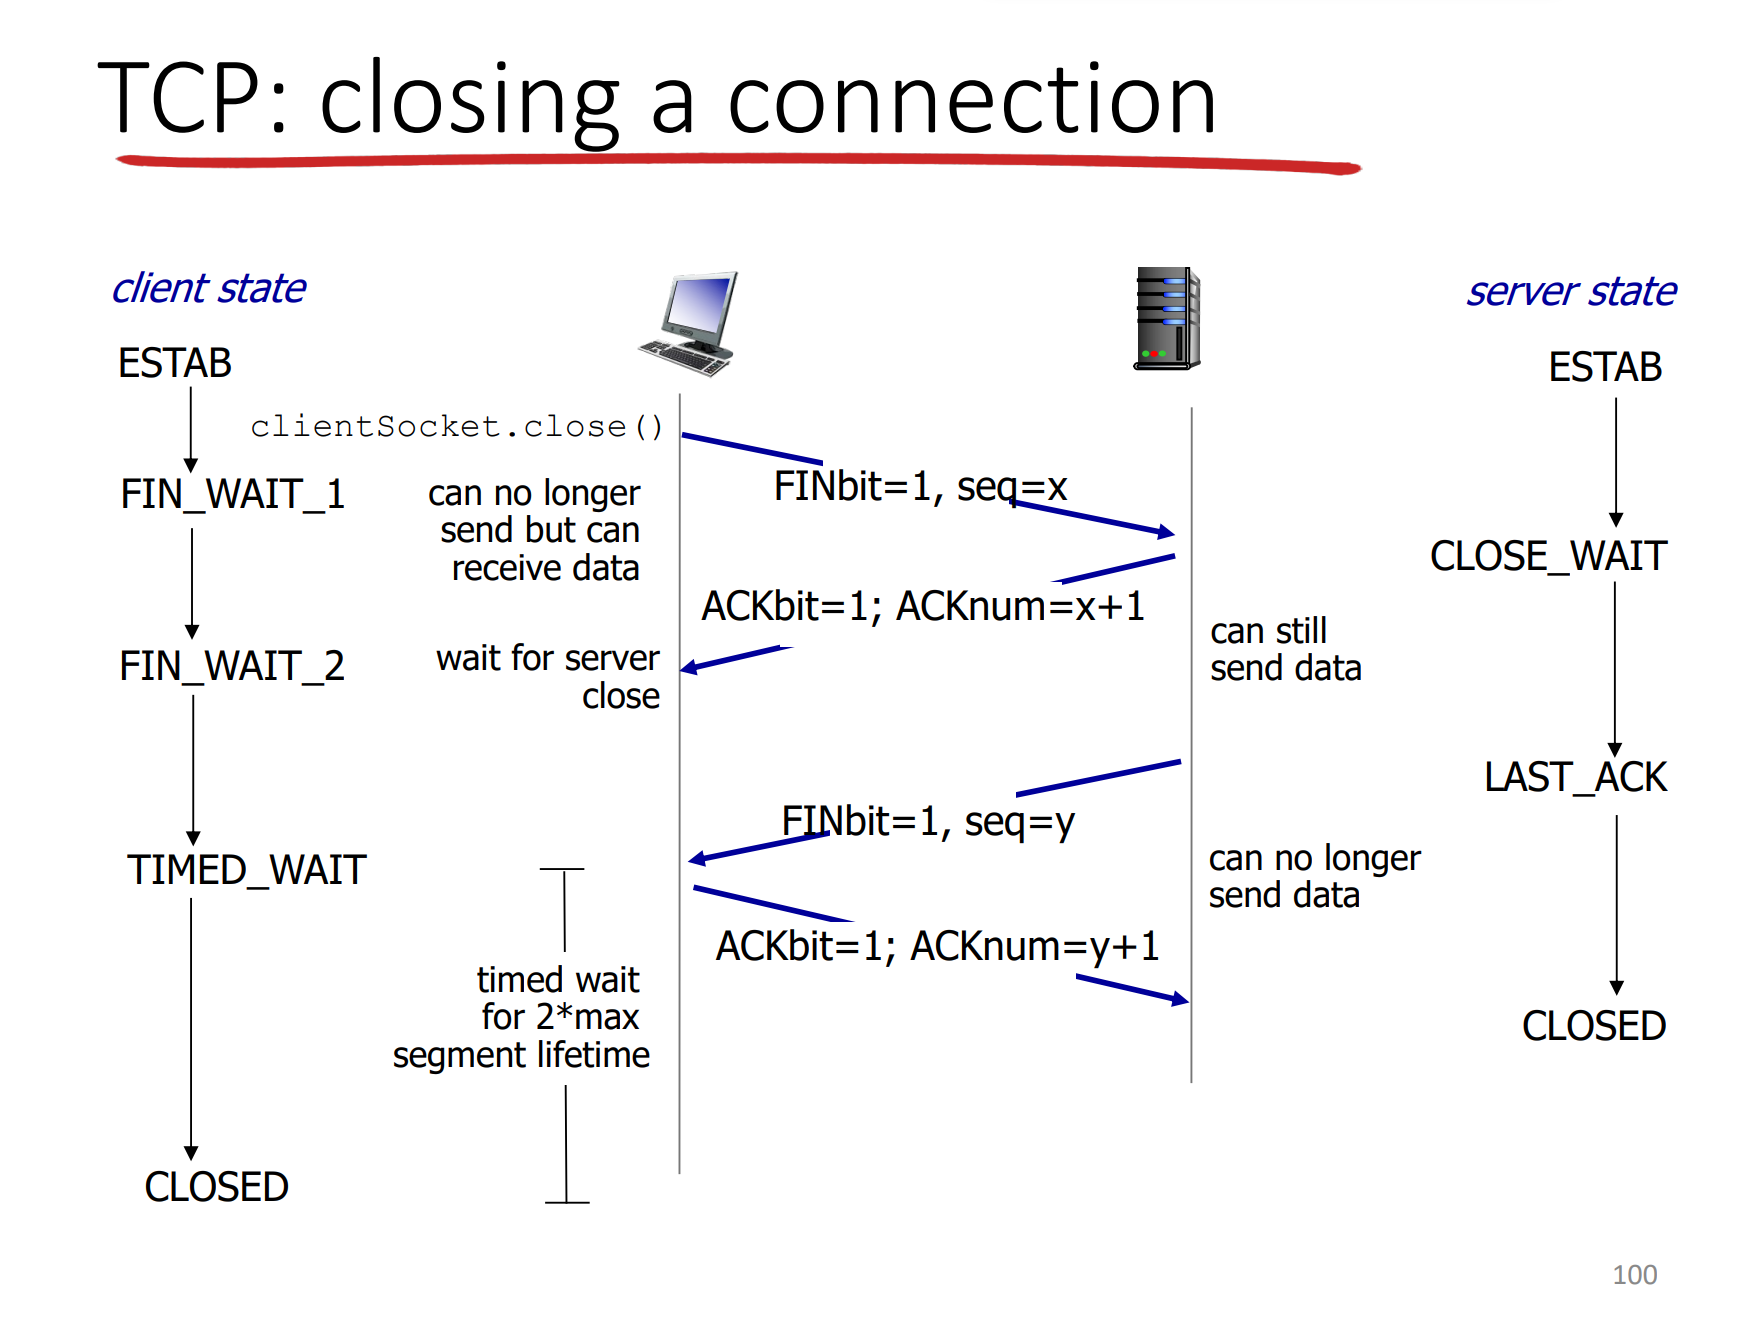 TCP: closing a connection
client state
server state
ESTAB
ESTAB
clientSocket.close()
FINbit=1, seq=x
FIN_WAIT_1
can no longer
send but can
receive data
CLOSE_WAIT
ACKbit=1; ACKnum=x+1
can still
send data
FIN_WAIT_2
wait for server
close
LAST_ACK
FINbit=1, seq=y
can no longer
send data
TIMED_WAIT
ACKbit=1; ACKnum=y+1
timed wait
for 2*max
segment lifetime
CLOSED
CLOSED
100